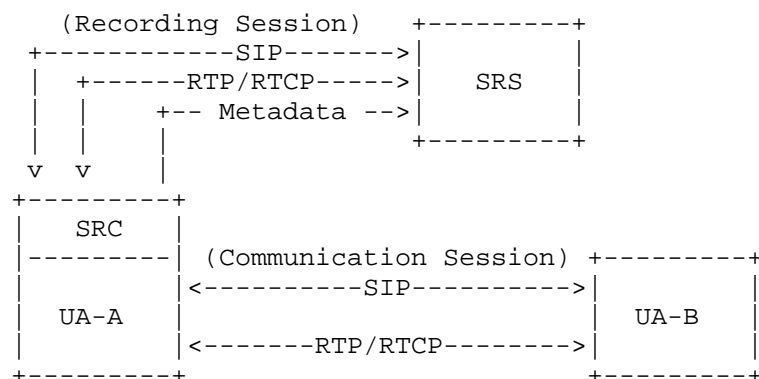 (Recording Session)
SIP
RTP/RTCP
SRS
Metadata
SRC
(Communication Session)
SIP
UA-A
UA-B
RTP/RTCP